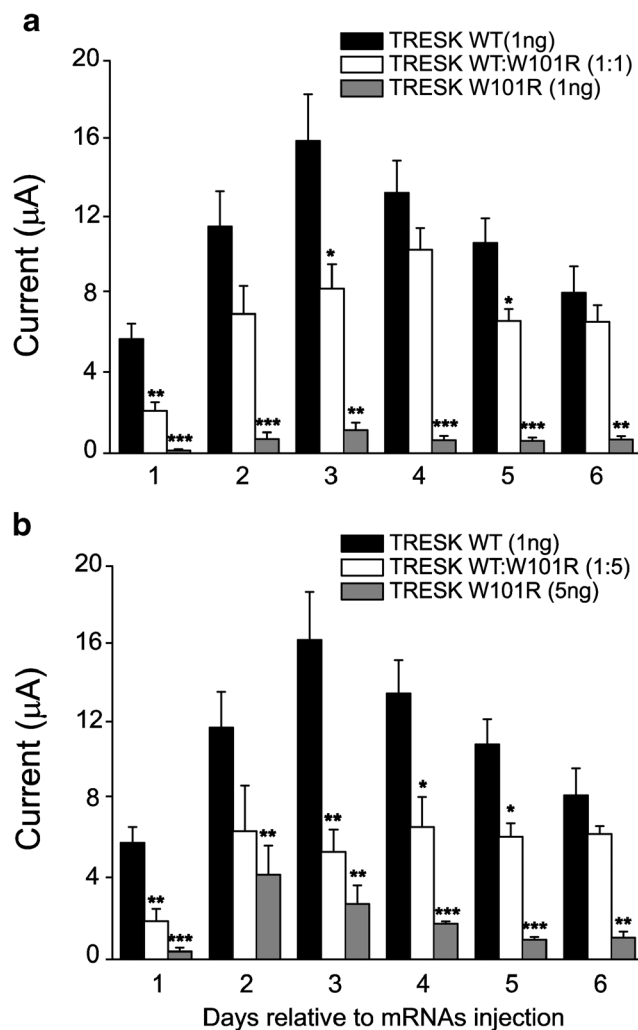 a
TRESK WT(1ng)
TRESK WT:W101R (1:1)
TRESK W101R (1ng)
Current (µA)
20
16
12
8
4
0
**
***
***
*
**
***
*
***
**
1 2 3 4 5 6
b
TRESK WT (1ng)
TRESK WT:W101R (1:5)
TRESK W101R (5ng)
Current (µA)
20
16
12
8
4
0
**
***
**
**
**
*
***
*
***
**
1 2 3 4 5 6
Days relative to mRNAs injection